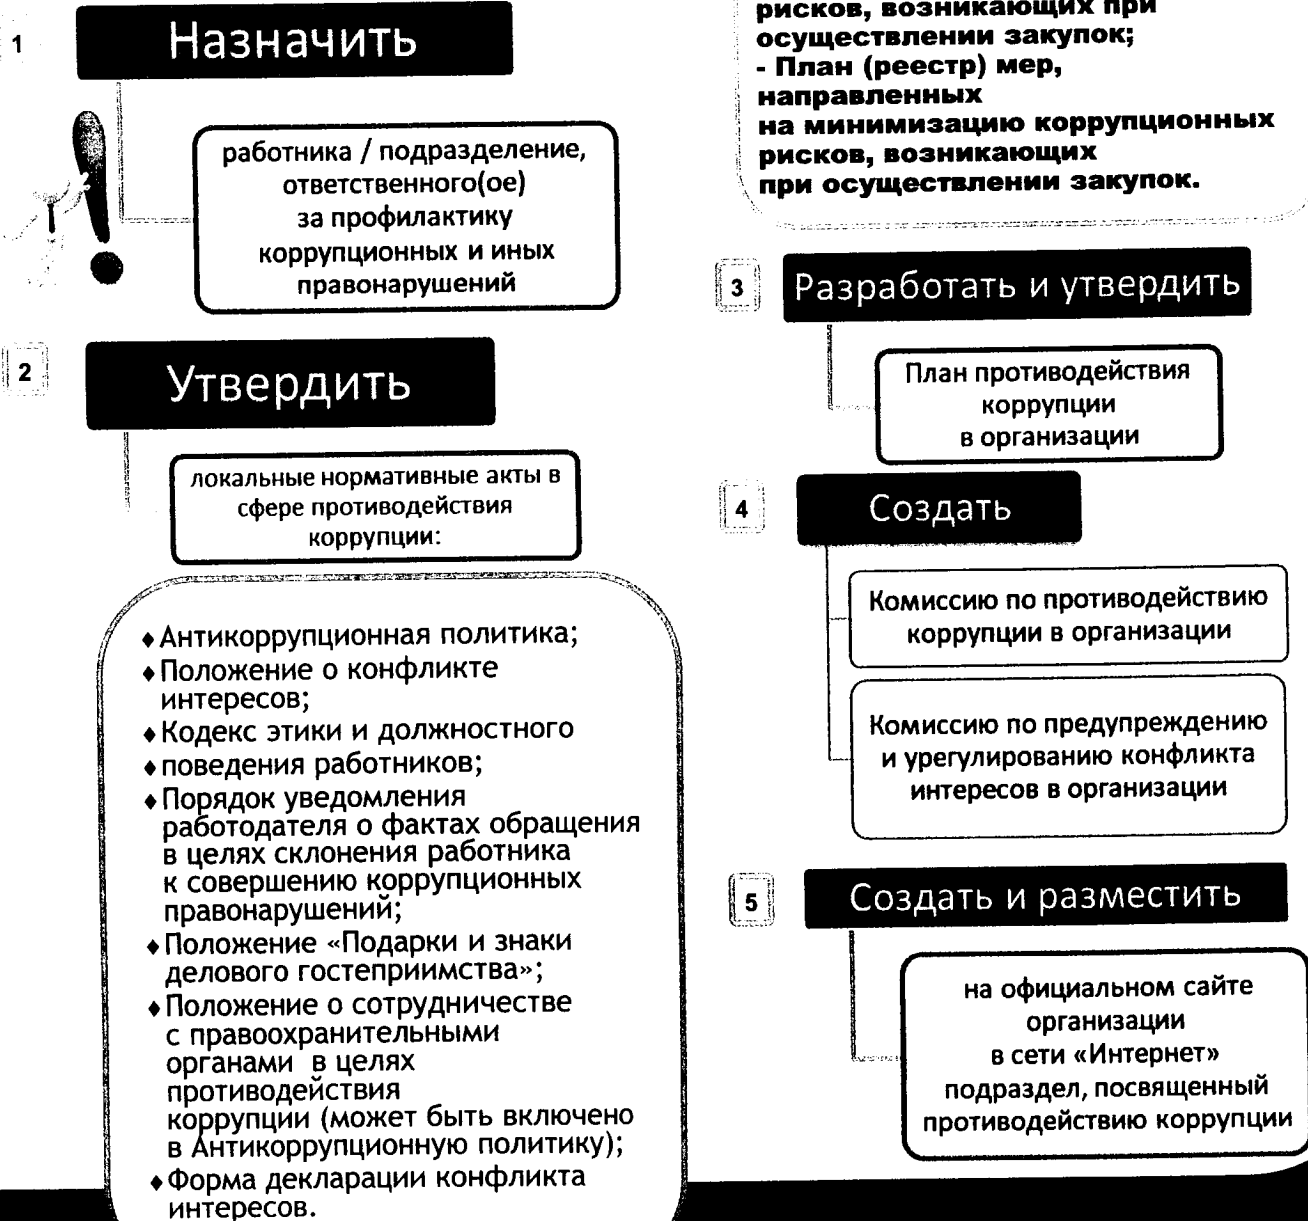 1
Назначить
работника / подразделение,
ответственного(ое)
за профилактику
коррупционных и иных
правонарушений
2
Утвердить
локальные нормативные акты в
сфере противодействия
коррупции:
♦Антикоррупционная политика;
♦Положение о конфликте
интересов;
♦Кодекс этики и должностного
♦поведения работников;
♦Порядок уведомления
работодателя о фактах обращения
в целях склонения работника
к совершению коррупционных
правонарушений;
♦Положение «Подарки и знаки
делового гостеприимства»;
♦Положение о сотрудничестве
с правоохранительными
органами в целях
противодействия
коррупции (может быть включено
в Антикоррупционную политику);
♦Форма декларации конфликта
интересов.
рисков, возникающих при
осуществлении закупок;
- План (реестр) мер,
направленных
на минимизацию коррупционных
рисков, возникающих
при осуществлении закупок.
3
Разработать и утвердить
План противодействия
коррупции
в организации
4
Создать
Комиссию по противодействию
коррупции в организации
Комиссию по предупреждению
и урегулированию конфликта
интересов в организации
5
Создать и разместить
на официальном сайте
организации
в сети «Интернет»
подраздел, посвященный
противодействию коррупции